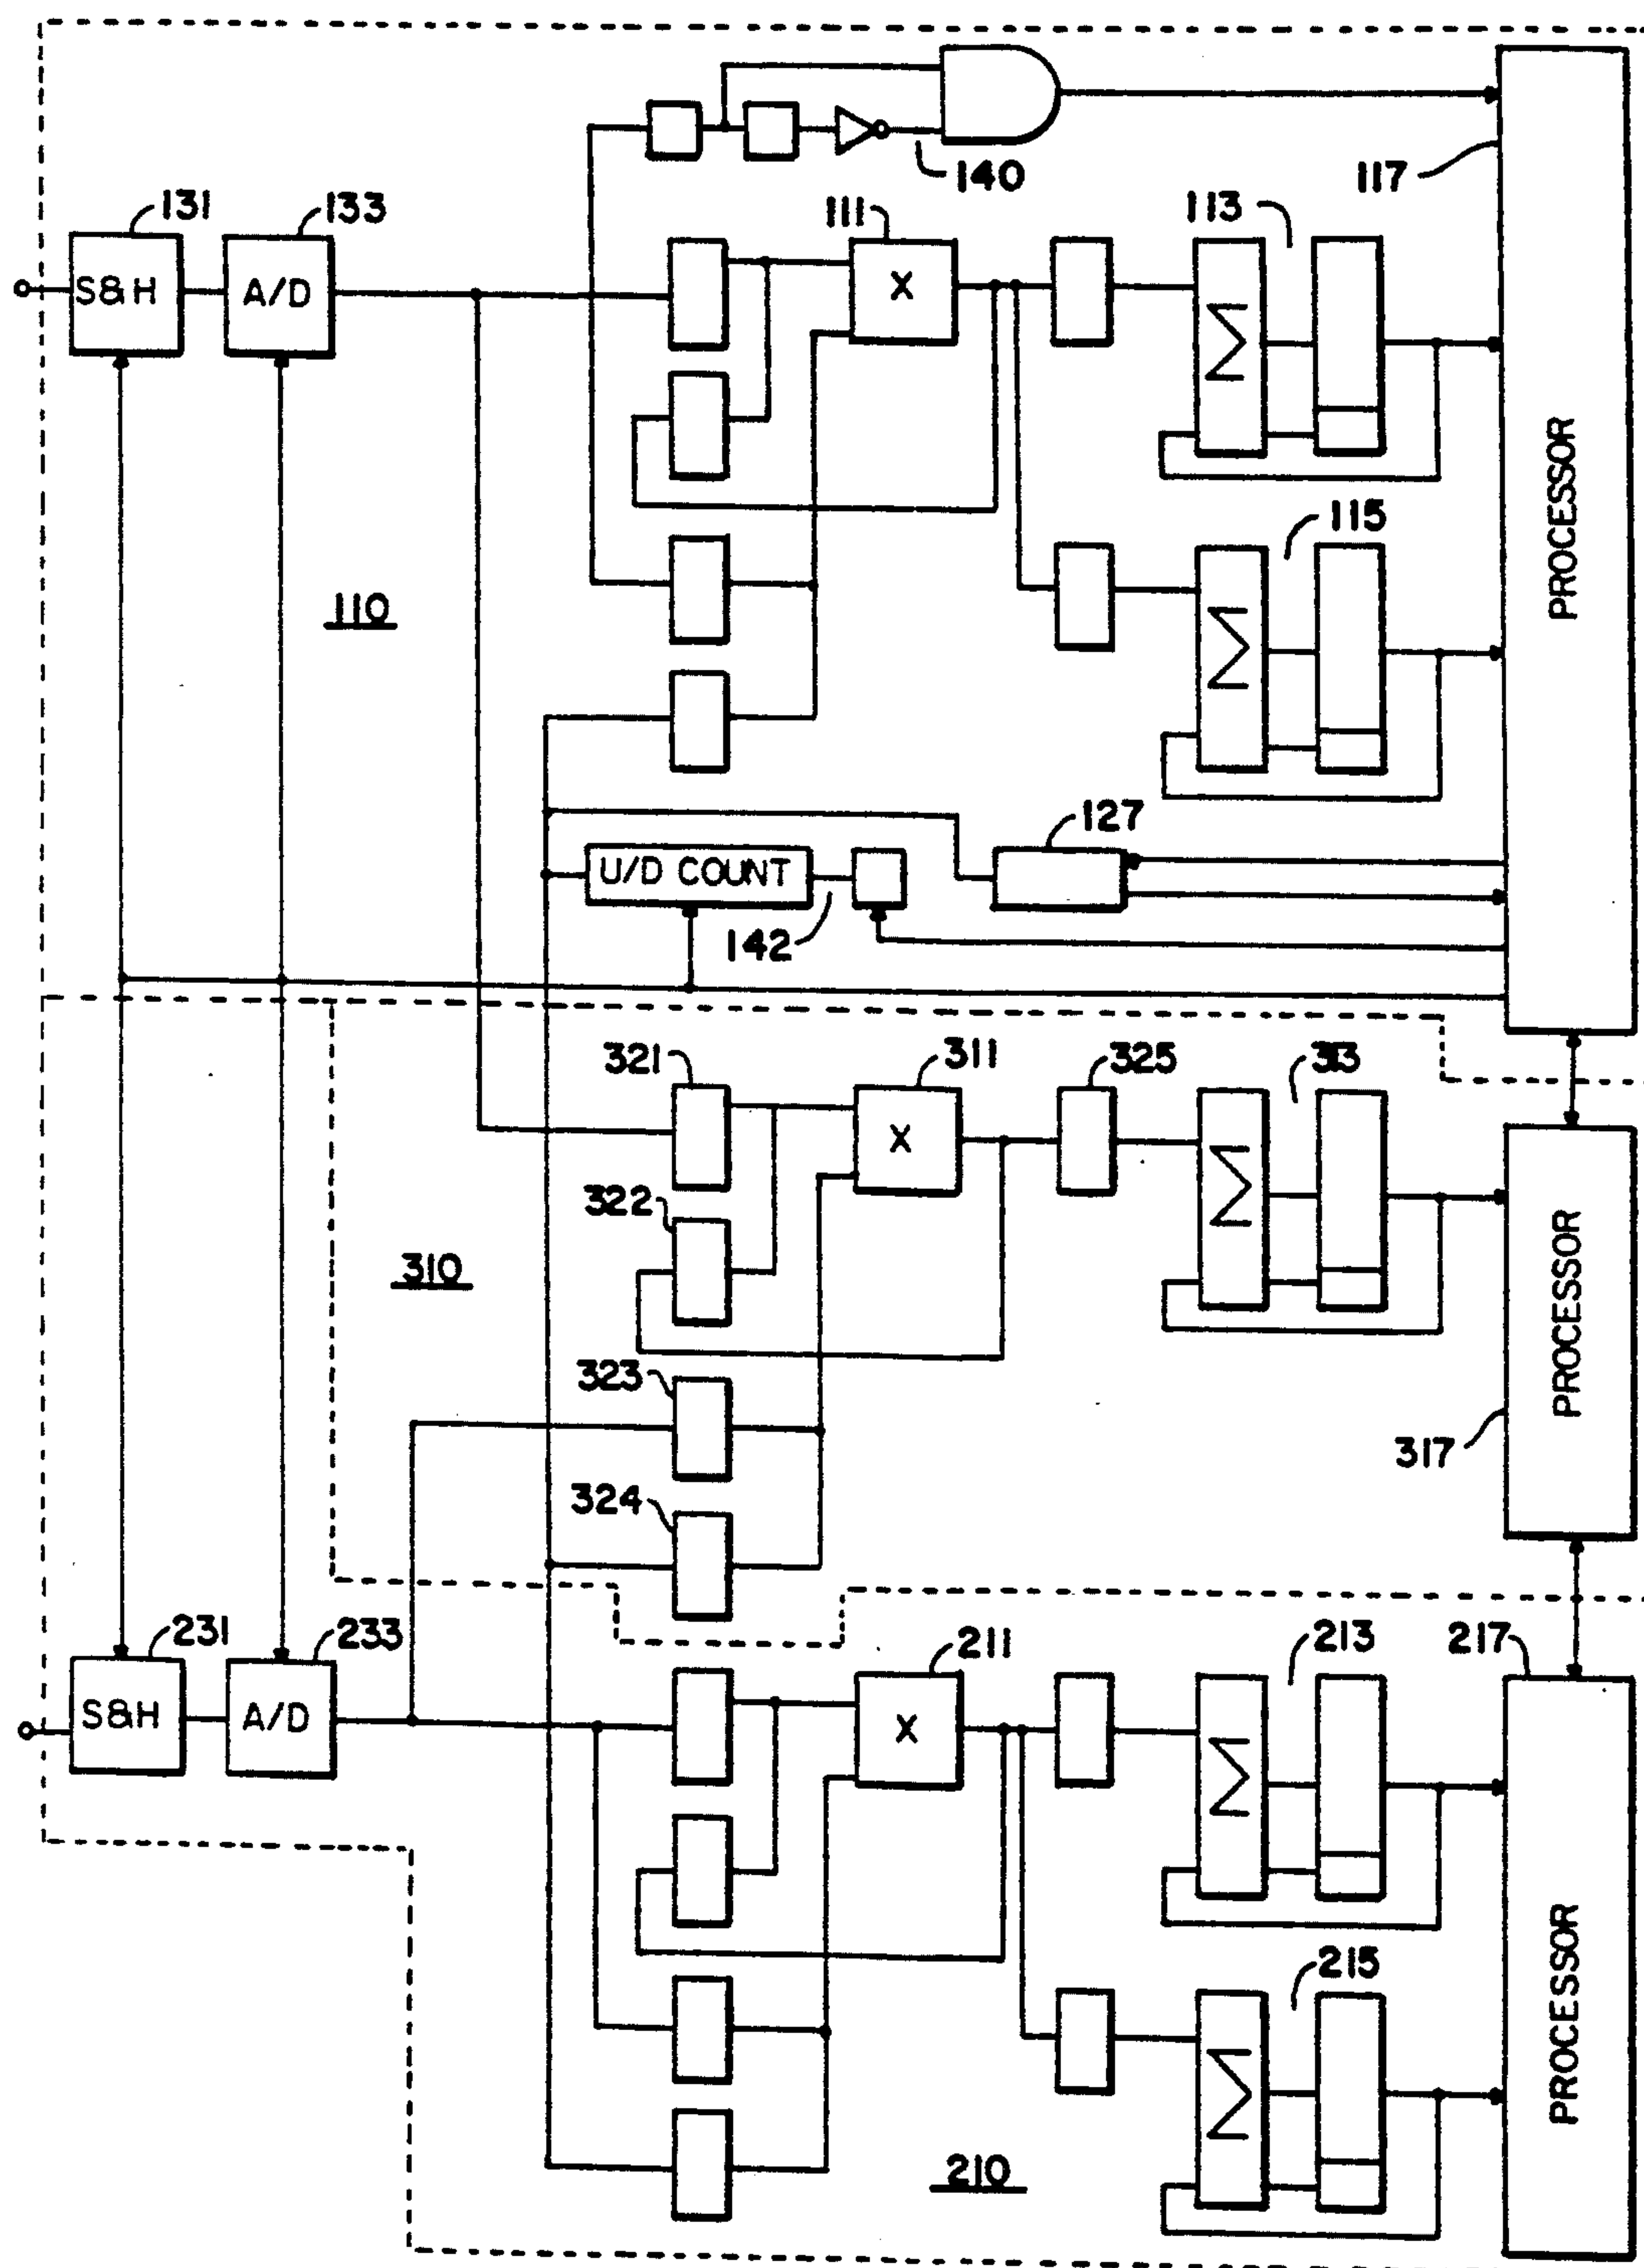 140
117
131
133
111
113
S&H
A/D
X
Σ
PROCESSOR
115
110
Σ
127
U/D COUNT
142
321
311
325
313
X
Σ
322
310
PROCESSOR
323
317
324
231
233
211
213
217
S&H
A/D
X
Σ
215
PROCESSOR
Σ
210